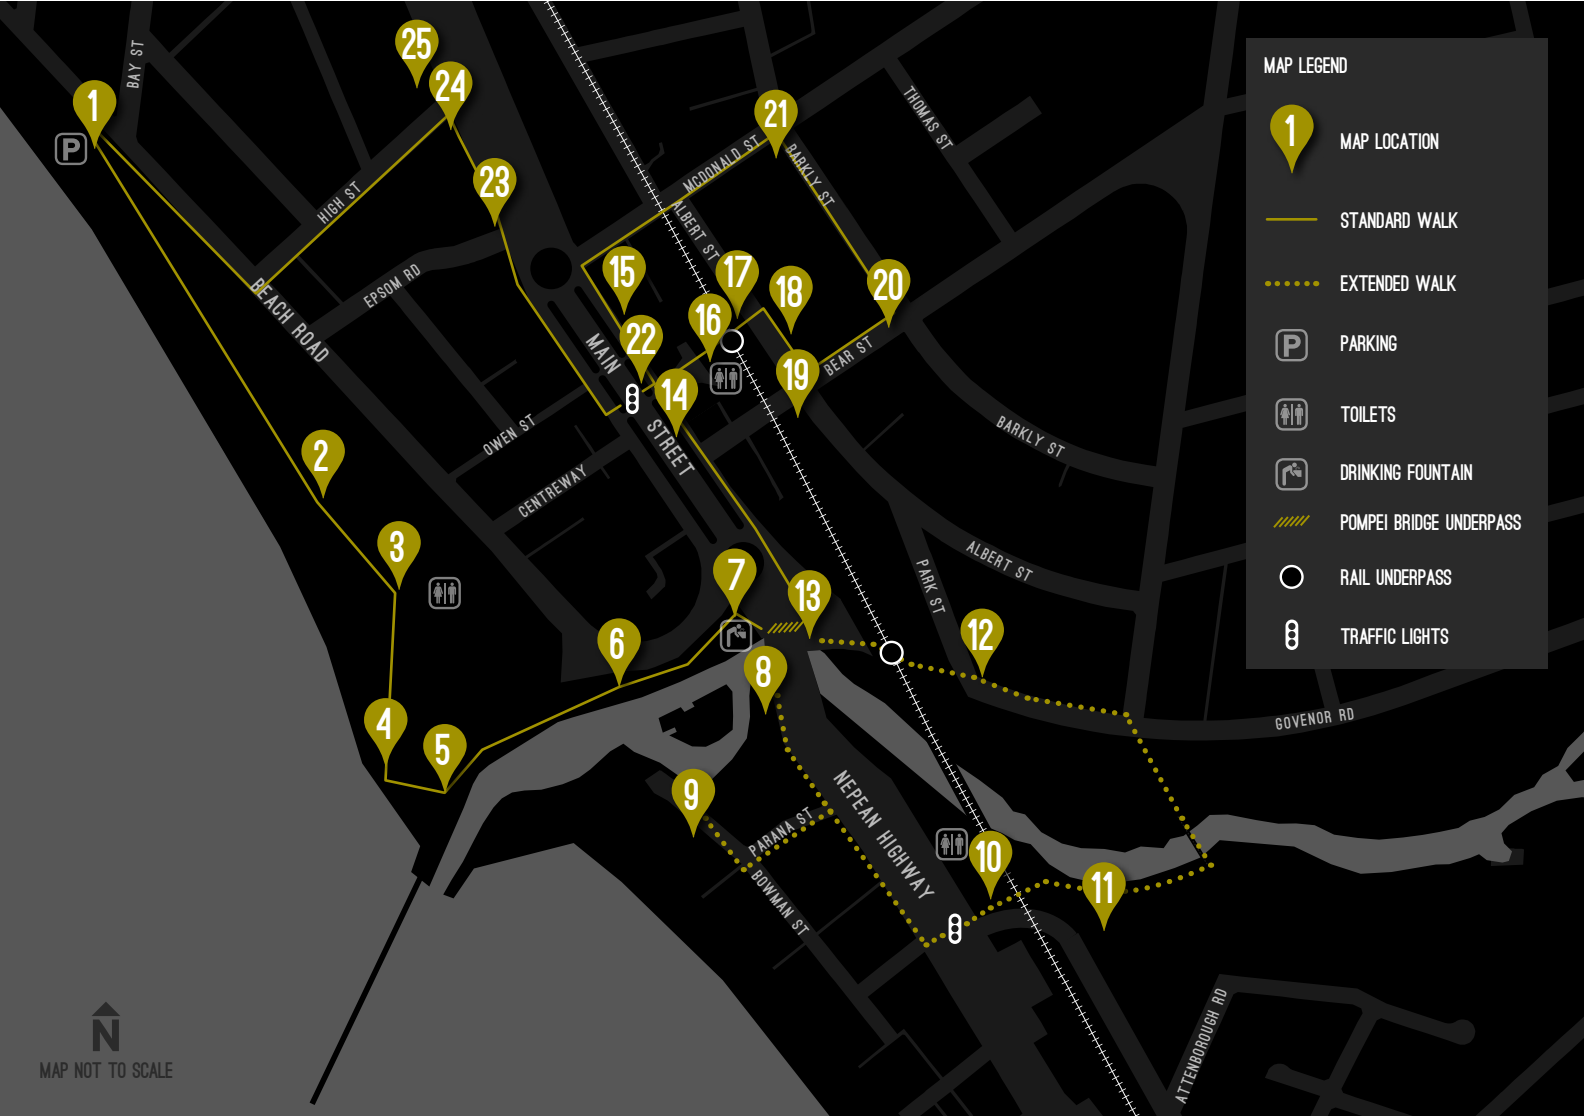 25
24
1
BAY ST
P
23
HIGH ST
21
THOMAS ST
MCDONALD ST
BARKLY ST
ALBERT ST
15
17
18
20
16
22
BEACH ROAD
EPSOM RD
MAIN
STREET
14
19
BEAR ST
OWEN ST
CENTREWAY
BARKLY ST
2
3
ALBERT ST
PARK ST
7
13
12
6
8
4
5
GOVENOR RD
9
NEPEAN HIGHWAY
PARANA ST
BOWMAN ST
10
11
ATTENBOROUGH RD
N
MAP NOT TO SCALE
MAP LEGEND
1
MAP LOCATION
STANDARD WALK
EXTENDED WALK
P
PARKING
TOILETS
DRINKING FOUNTAIN
POMPEI BRIDGE UNDERPASS
RAIL UNDERPASS
TRAFFIC LIGHTS